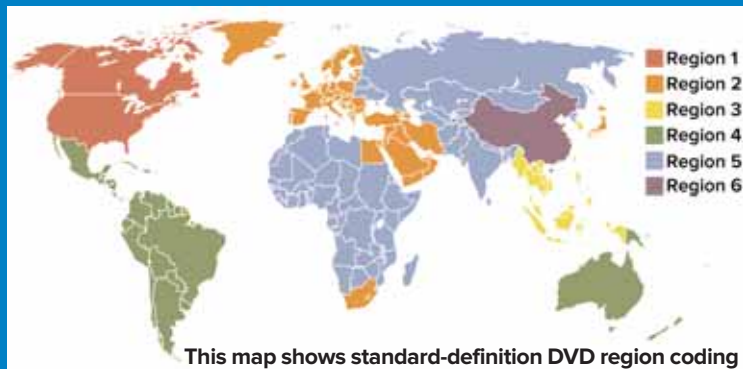 Region 1
Region 2
Region 3
Region 4
Region 5
Region 6
This map shows standard-definition DVD region coding